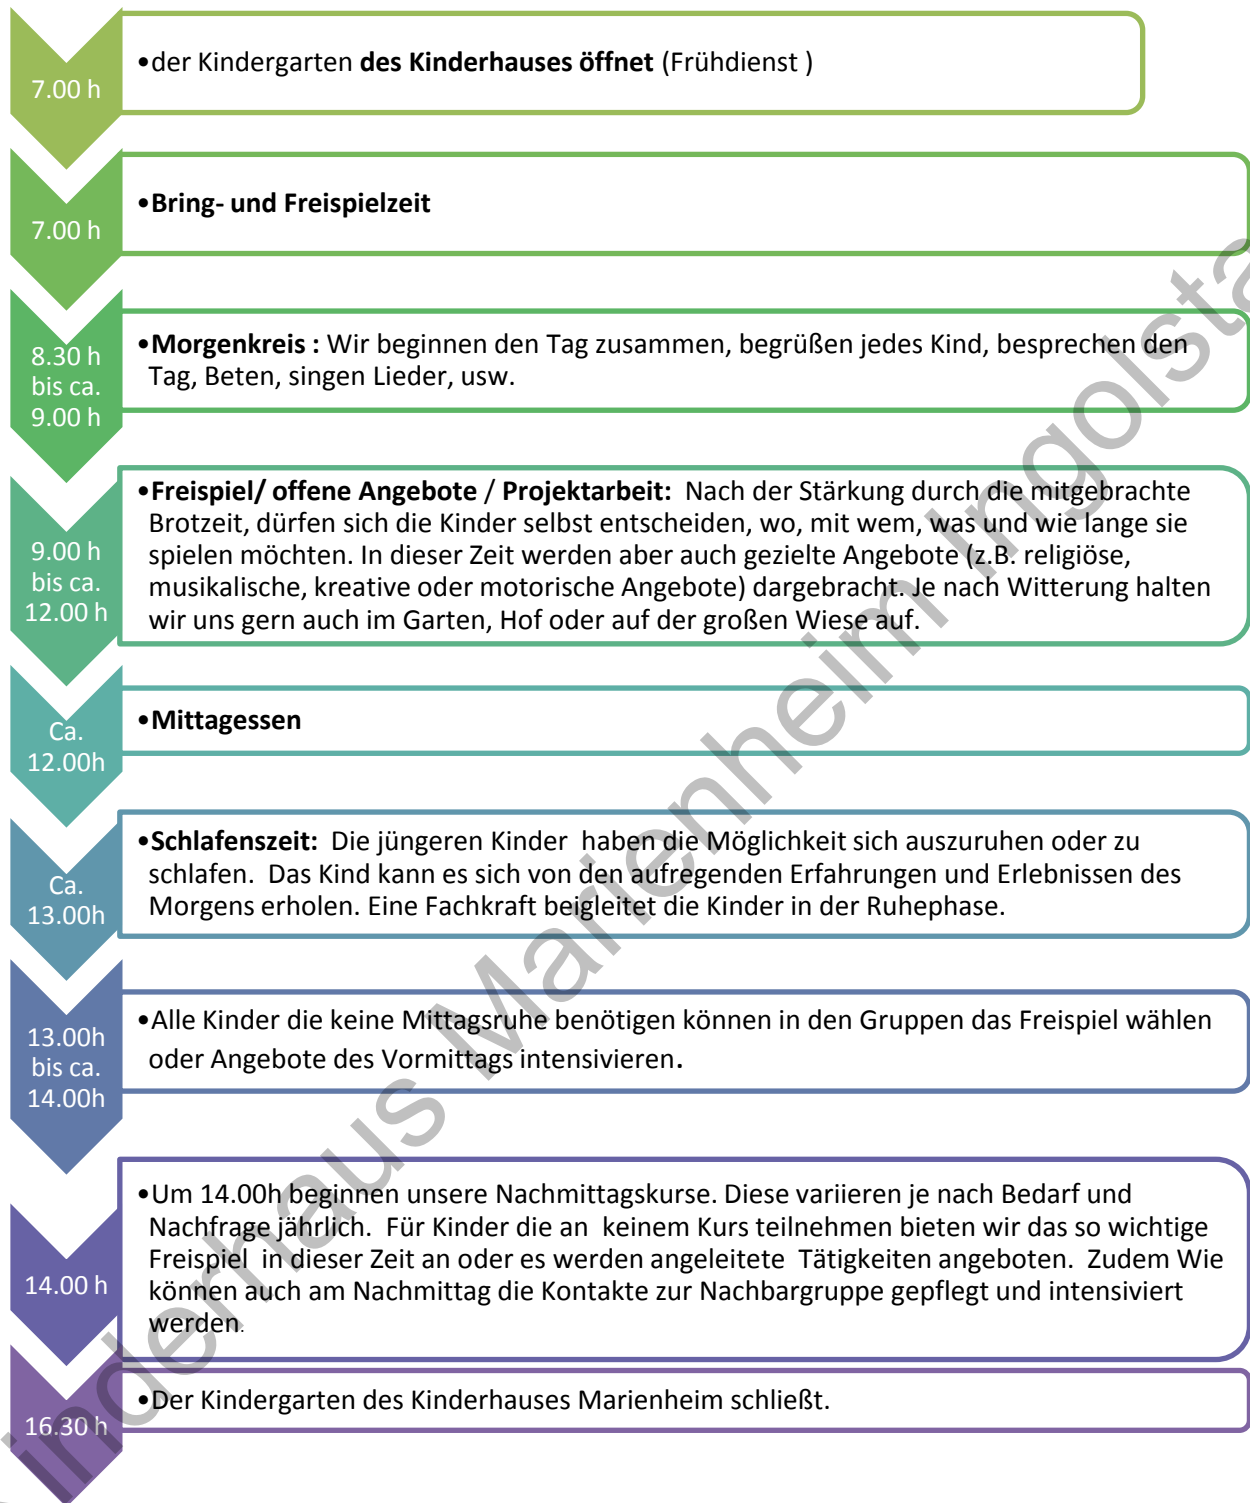 7.00 h
•der Kindergarten des Kinderhauses öffnet (Frühdienst )
7.00 h
•Bring- und Freispielzeit
8.30 h
bis ca.
9.00 h
•Morgenkreis : Wir beginnen den Tag zusammen, begrüßen jedes Kind, besprechen den
Tag, Beten, singen Lieder, usw.
9.00 h
bis ca.
12.00 h
•Freispiel/ offene Angebote / Projektarbeit: Nach der Stärkung durch die mitgebrachte
Brotzeit, dürfen sich die Kinder selbst entscheiden, wo, mit wem, was und wie lange sie
spielen möchten. In dieser Zeit werden aber auch gezielte Angebote (z.B. religiöse,
musikalische, kreative oder motorische Angebote) dargebracht. Je nach Witterung halten
wir uns gern auch im Garten, Hof oder auf der großen Wiese auf.
Ca.
12.00h
•Mittagessen
Ca.
13.00h
•Schlafenszeit: Die jüngeren Kinder haben die Möglichkeit sich auszuruhen oder zu
schlafen. Das Kind kann es sich von den aufregenden Erfahrungen und Erlebnissen des
Morgens erholen. Eine Fachkraft beigleitet die Kinder in der Ruhephase.
13.00h
bis ca.
14.00h
•Alle Kinder die keine Mittagsruhe benötigen können in den Gruppen das Freispiel wählen
oder Angebote des Vormittags intensivieren.
14.00 h
•Um 14.00h beginnen unsere Nachmittagskurse. Diese variieren je nach Bedarf und
Nachfrage jährlich. Für Kinder die an keinem Kurs teilnehmen bieten wir das so wichtige
Freispiel in dieser Zeit an oder es werden angeleitete Tätigkeiten angeboten. Zudem Wie
können auch am Nachmittag die Kontakte zur Nachbargruppe gepflegt und intensiviert
werden.
16.30 h
•Der Kindergarten des Kinderhauses Marienheim schließt.
inderhaus Marienheim Ingolsta